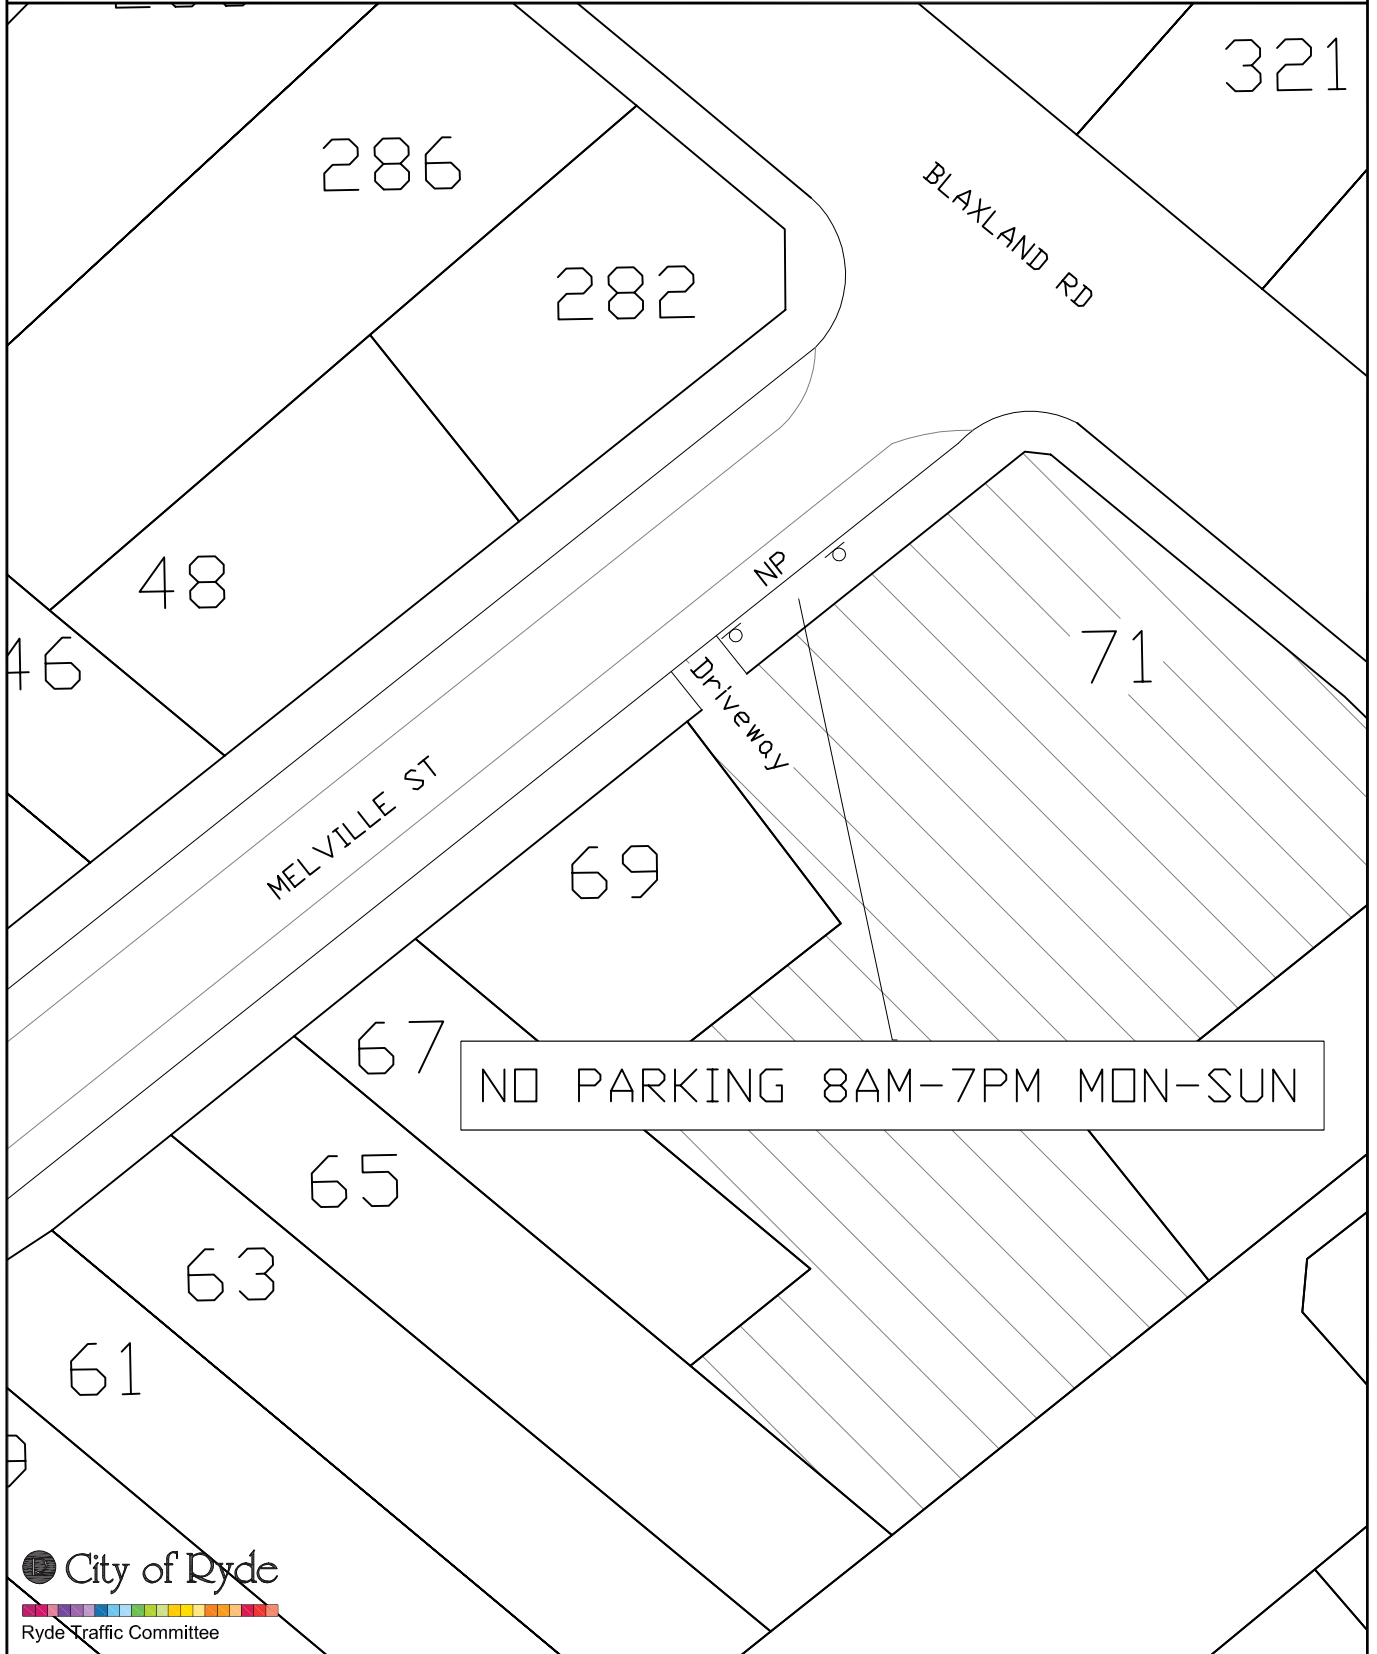 321
286
BLAXLAND RD
282
NP
48
46
71
Driveway
MELVILLE ST
69
67
NO PARKING 8AM-7PM MON-SUN
65
63
61
City of Ryde
Ryde Traffic Committee